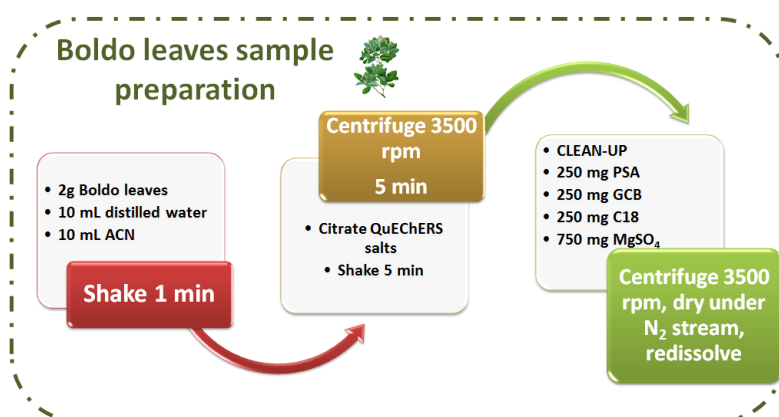 Boldo leaves sample
preparation
• 2g Boldo leaves
• 10 mL distilled water
• 10 mL ACN
Shake 1 min
Centrifuge 3500
rpm
5 min
• Citrate QuEChERS
salts
• Shake 5 min
• CLEAN-UP
• 250 mg PSA
• 250 mg GCB
• 250 mg C18
• 750 mg MgSO₄
Centrifuge 3500
rpm, dry under
N₂ stream,
redissolve